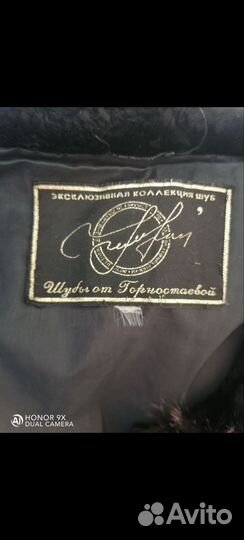 ЭКСКЛЮЗИВНАЯ КОЛЛЕКЦИЯ ШУБ
Шубы от Горностаевой
HONOR 9X
DUAL CAMERA
Avito